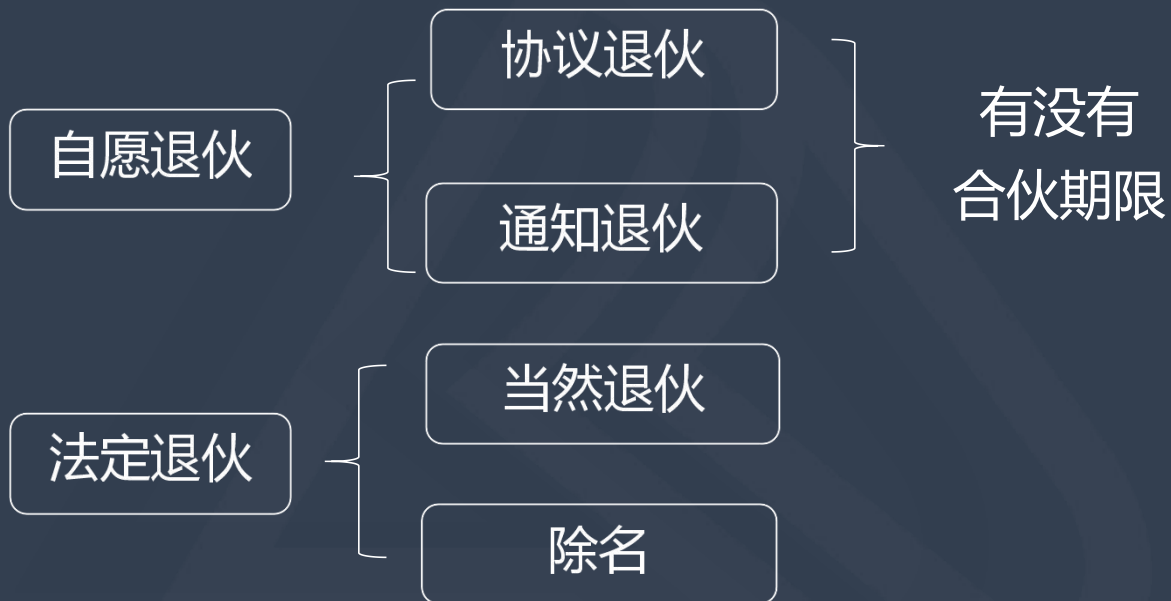 自愿退伙
协议退伙
通知退伙
有没有
合伙期限
法定退伙
当然退伙
除名